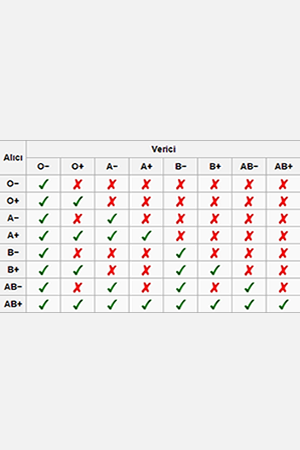 Alıcı Verici
O− O+ A− A+ B− B+ AB− AB+
O− ✓ ✗ ✗ ✗ ✗ ✗ ✗ ✗
O+ ✓ ✓ ✗ ✗ ✗ ✗ ✗ ✗
A− ✓ ✗ ✓ ✗ ✗ ✗ ✗ ✗
A+ ✓ ✓ ✓ ✓ ✗ ✗ ✗ ✗
B− ✓ ✗ ✗ ✗ ✓ ✗ ✗ ✗
B+ ✓ ✓ ✗ ✗ ✓ ✓ ✗ ✗
AB− ✓ ✗ ✓ ✗ ✓ ✗ ✓ ✗
AB+ ✓ ✓ ✓ ✓ ✓ ✓ ✓ ✓